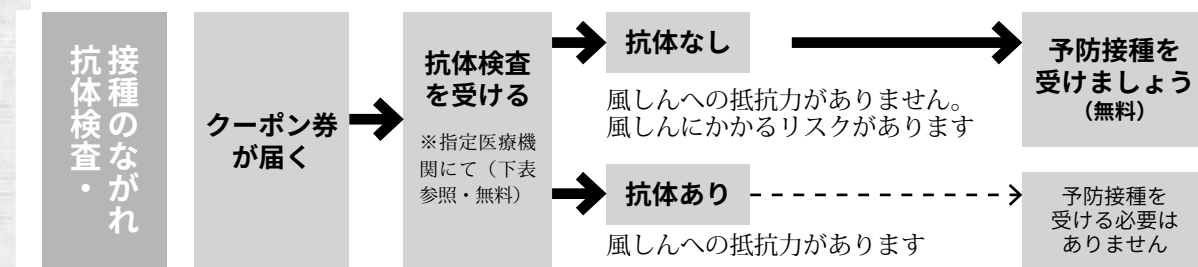 抗体検査・
接種のながれ
クーポン券
が届く
抗体検査
を受ける
※指定医療機
関にて（下表
参照・無料）
抗体なし
風しんへの抵抗力がありません。
風しんにかかるリスクがあります
予防接種を
受けましょう
（無料）
抗体あり
風しんへの抵抗力があります
予防接種を
受ける必要は
ありません